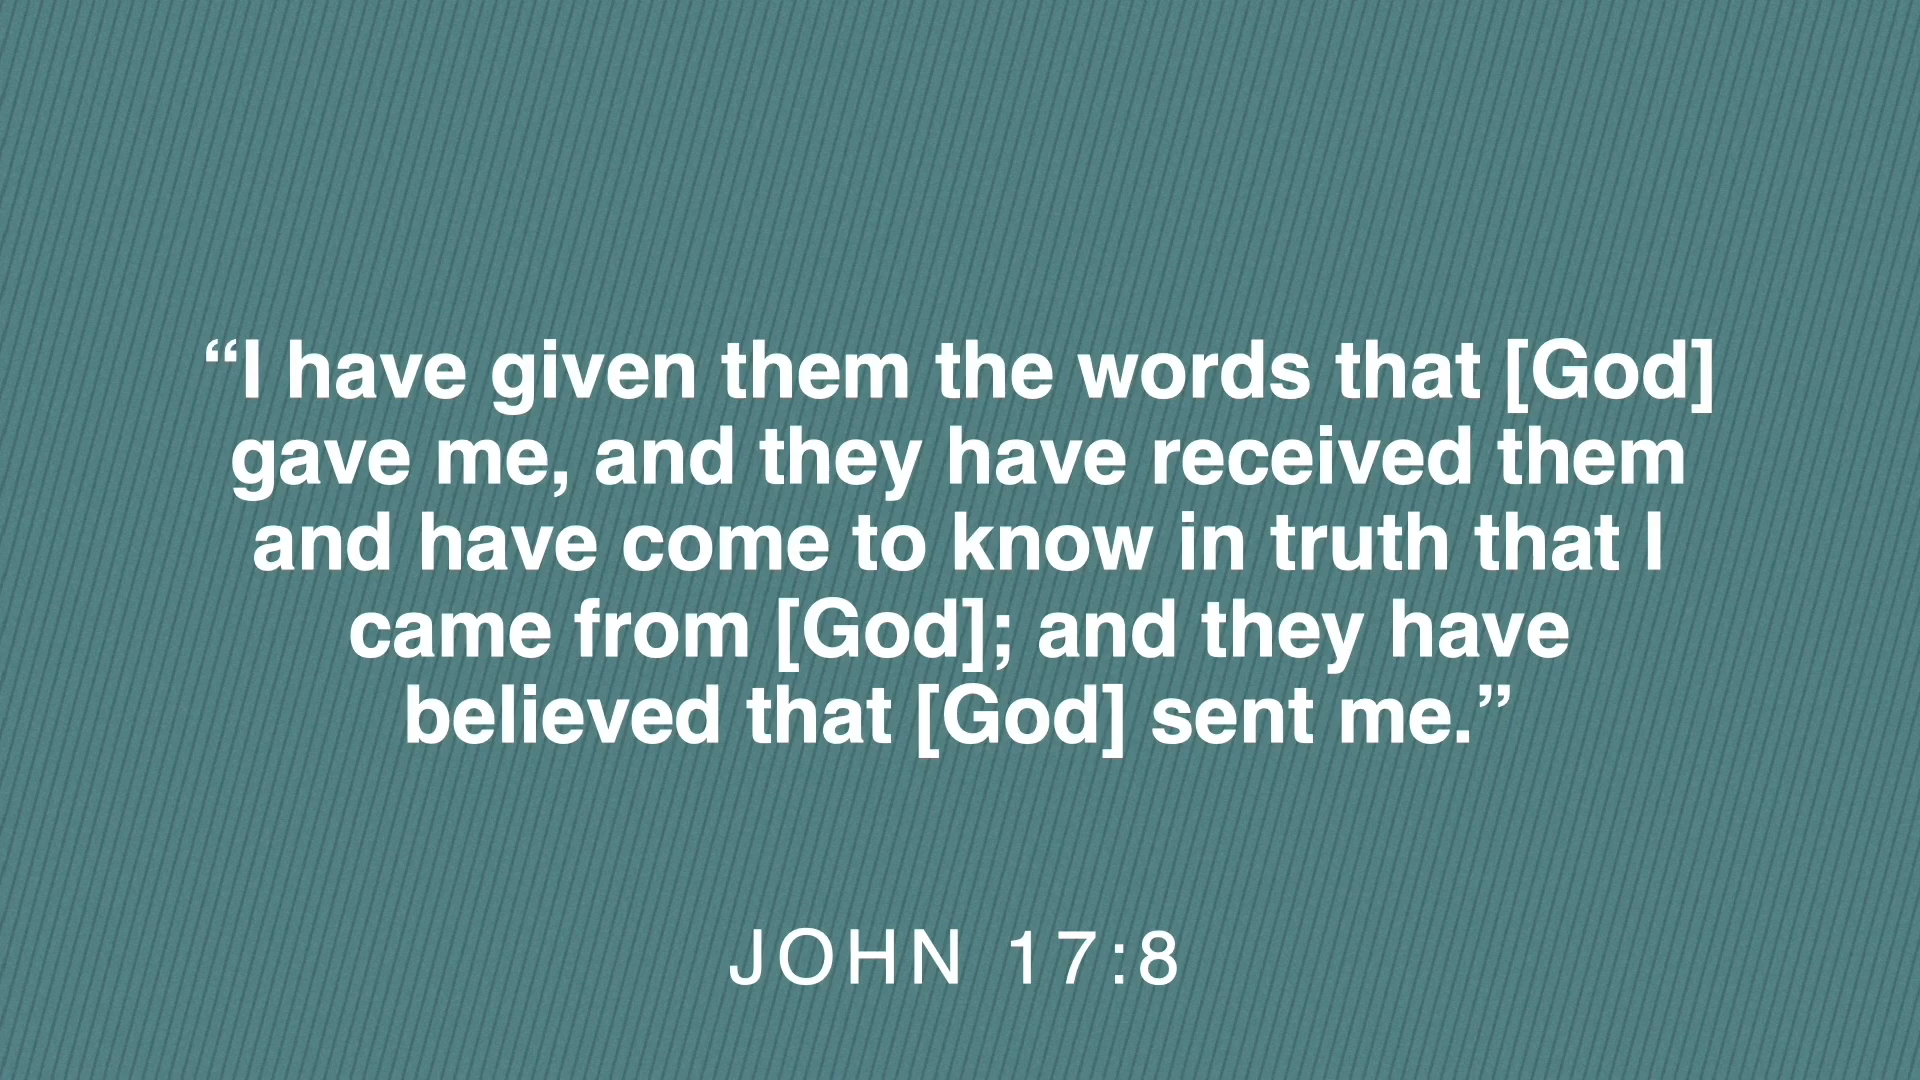 “I have given them the words that [God]
gave me, and they have received them
and have come to know in truth that I
came from [God]; and they have
believed that [God] sent me.”
JOHN 17:8